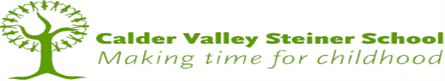 Calder Valley Steiner School
Making time for childhood